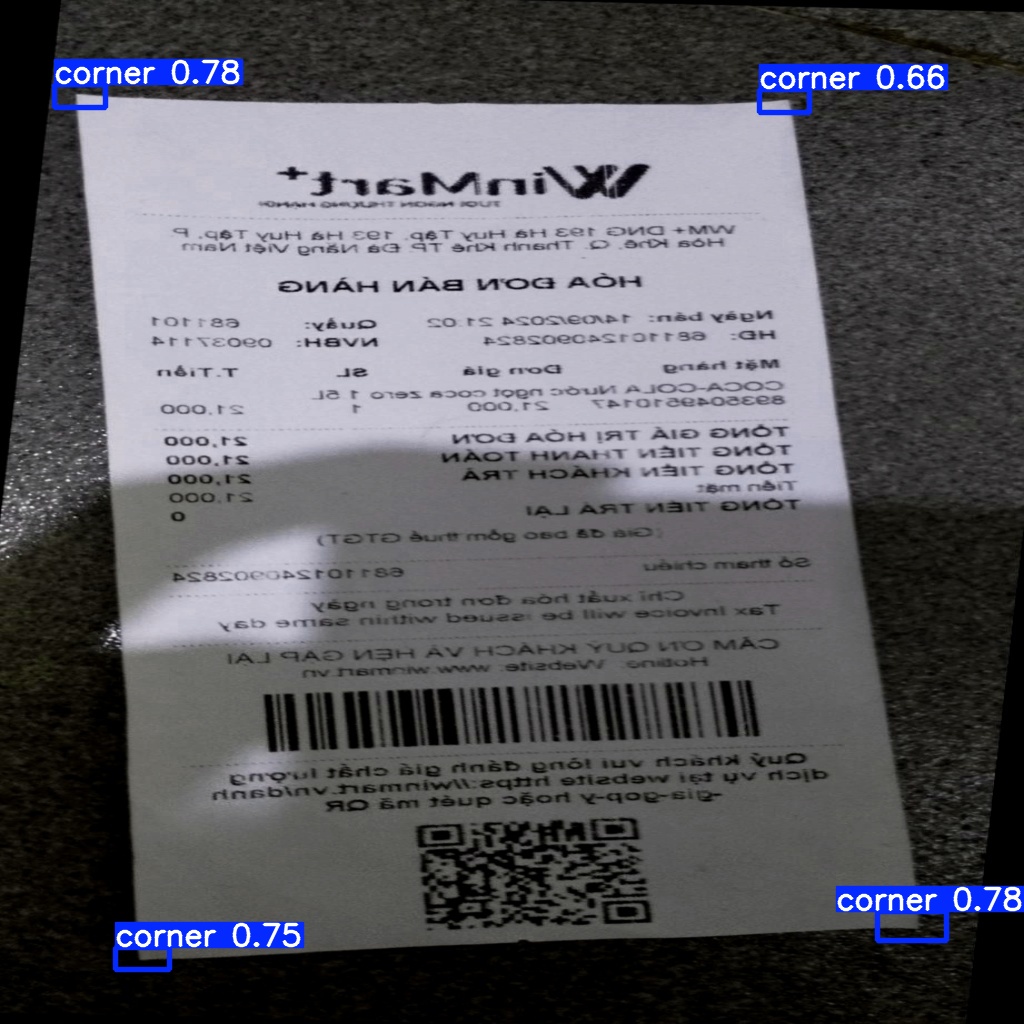 corner 0.78
corner 0.66
WinMart+
TƯƠI NGON THƯỢNG HẠNG
WM+ DNG 193 Hà Huy Tập, 193 Hà Huy Tập, P.
Hòa Khê, Q. Thanh Khê TP. Đà Nẵng Việt Nam
HÓA ĐƠN BÁN HÀNG
Ngày bán: 14/09/2024 21:02 Quầy: 681101
HD: 681101240902824 NVBH: 09037114
Mặt hàng Đơn giá SL T.Tiền
COCA-COLA Nước ngọt coca zero 1.5L
8935049510147 21,000 1 21,000
TỔNG GIÁ TRỊ HÓA ĐƠN 21,000
TỔNG TIỀN THANH TOÁN 21,000
TỔNG TIỀN KHÁCH TRẢ 21,000
Tiền mặt 21,000
TỔNG TIỀN TRẢ LẠI 0
(Giá đã bao gồm thuế GTGT)
Số tham chiếu 681101240902824
Chỉ xuất hóa đơn trong ngày
Tax invoice will be issued within same day
CẢM ƠN QUÝ KHÁCH VÀ HẸN GẶP LẠI
Hotline: Website: www.winmart.vn
Quý khách vui lòng đánh giá chất lượng
dịch vụ tại website https://winmart.vn/danh
-gia-gop-y hoặc quét mã QR
corner 0.78
corner 0.75